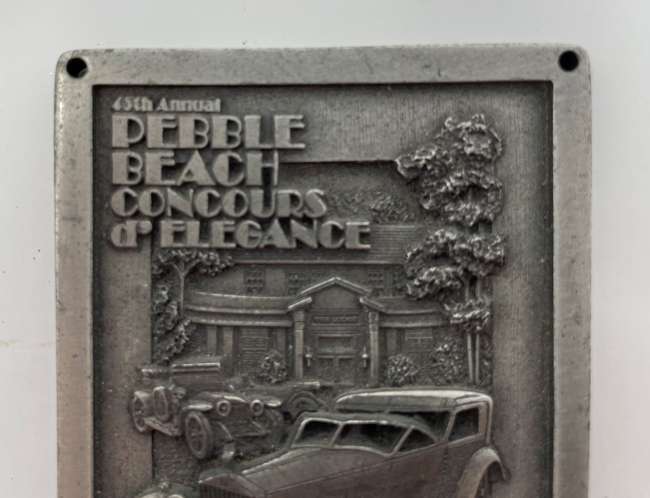 45th Annual
PEBBLE
BEACH
CONCOURS
d' ELEGANCE